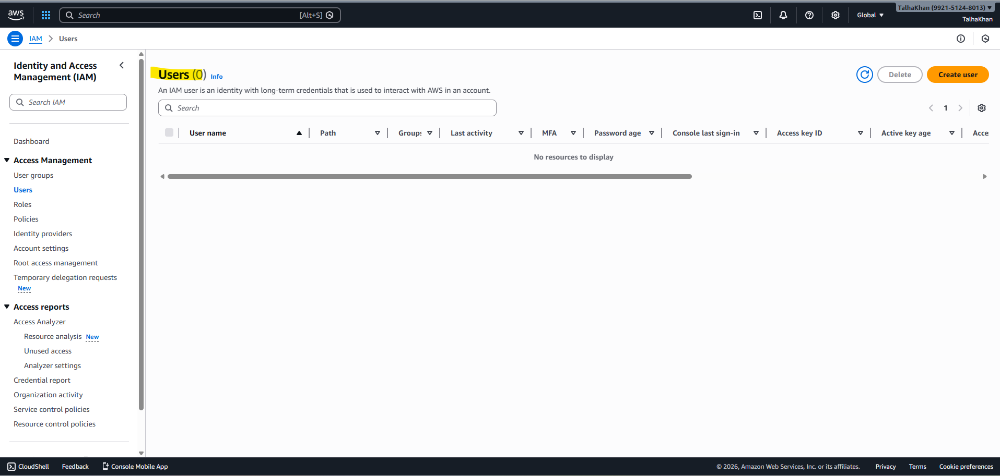 aws
Search [Alt+S]
Global
TalhaKhan (9921-5124-8013)
TalhaKhan
IAM
Users
Identity and Access
Management (IAM)
Search IAM
Dashboard
Access Management
User groups
Users
Roles
Policies
Identity providers
Account settings
Root access management
Temporary delegation requests
New
Access reports
Access Analyzer
Resource analysis New
Unused access
Analyzer settings
Credential report
Organization activity
Service control policies
Resource control policies
Users (0) Info
Delete
Create user
An IAM user is an identity with long-term credentials that is used to interact with AWS in an account.
Search
1
User name Path Groups Last activity MFA Password age Console last sign-in Access key ID Active key age Acces
No resources to display
CloudShell Feedback Console Mobile App
© 2026, Amazon Web Services, Inc. or its affiliates. Privacy Terms Cookie preferences